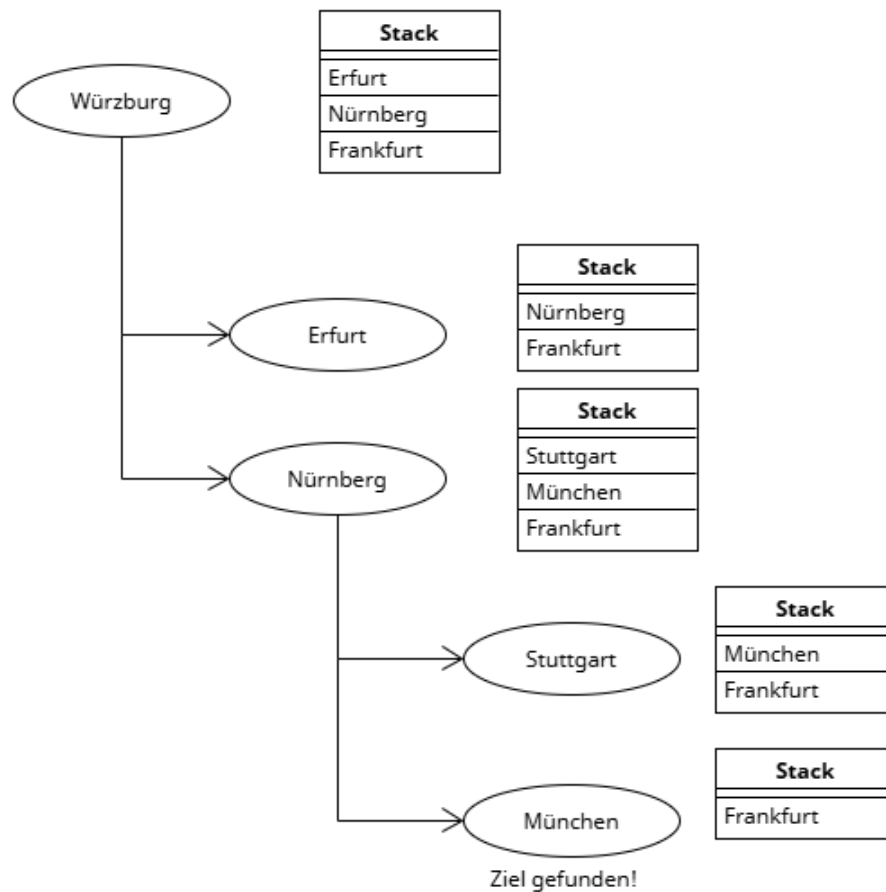 Stack
Erfurt
Nürnberg
Frankfurt
Würzburg
Stack
Nürnberg
Frankfurt
Erfurt
Stack
Stuttgart
München
Frankfurt
Nürnberg
Stack
München
Frankfurt
Stuttgart
Stack
Frankfurt
München
Ziel gefunden!